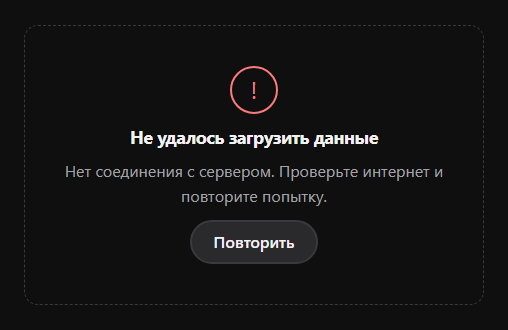 !
Не удалось загрузить данные
Нет соединения с сервером. Проверьте интернет и
повторите попытку.
Повторить